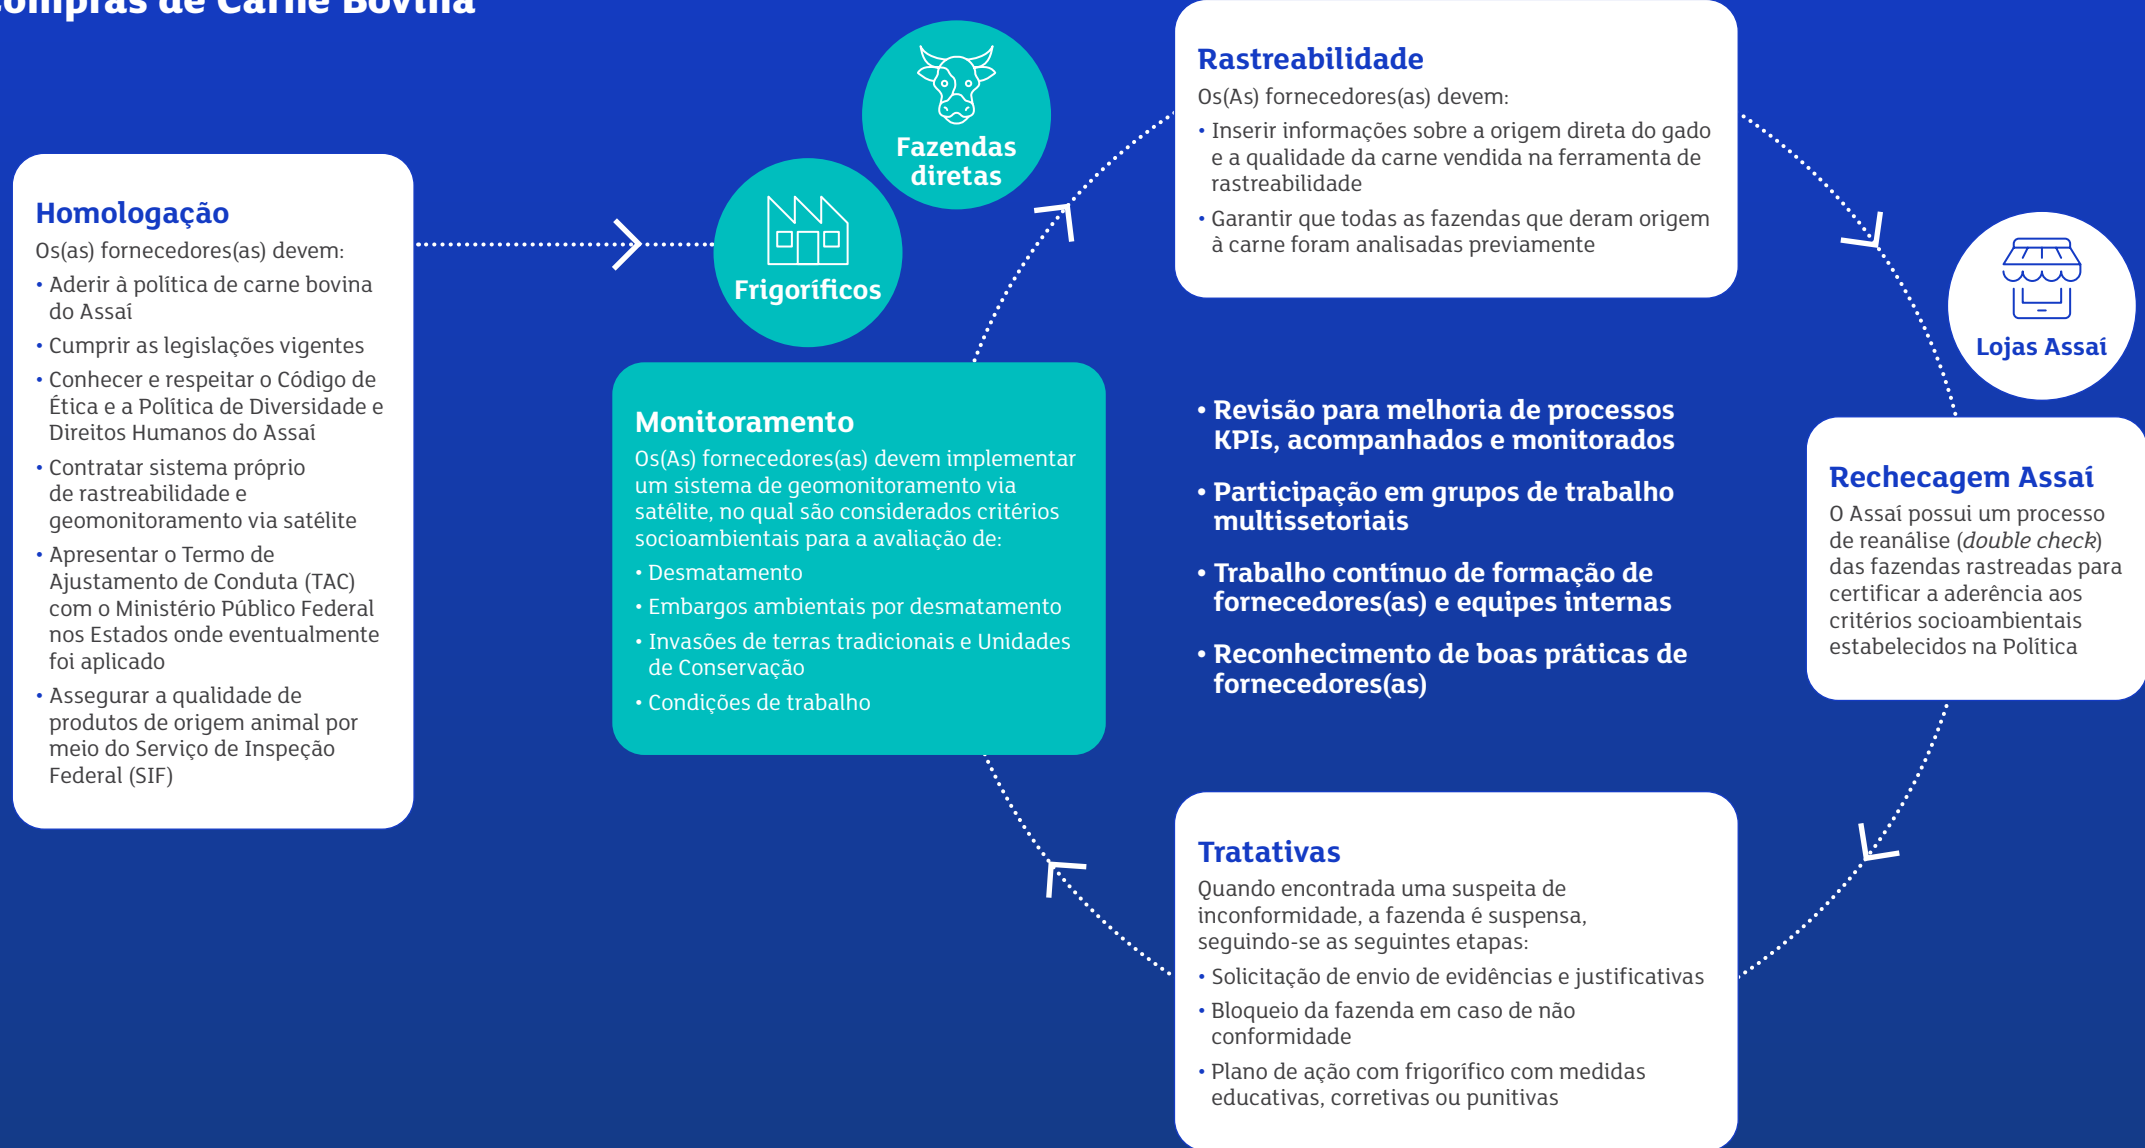 Compras de Carne Bovina
Homologação
Os(as) fornecedores(as) devem:
• Aderir à política de carne bovina
do Assaí
• Cumprir as legislações vigentes
• Conhecer e respeitar o Código de
Ética e a Política de Diversidade e
Direitos Humanos do Assaí
• Contratar sistema próprio
de rastreabilidade e
geomonitoramento via satélite
• Apresentar o Termo de
Ajustamento de Conduta (TAC)
com o Ministério Público Federal
nos Estados onde eventualmente
foi aplicado
• Assegurar a qualidade de
produtos de origem animal por
meio do Serviço de Inspeção
Federal (SIF)
Frigoríficos
Fazendas
diretas
Monitoramento
Os(As) fornecedores(as) devem implementar
um sistema de geomonitoramento via
satélite, no qual são considerados critérios
socioambientais para a avaliação de:
• Desmatamento
• Embargos ambientais por desmatamento
• Invasões de terras tradicionais e Unidades
de Conservação
• Condições de trabalho
Rastreabilidade
Os(As) fornecedores(as) devem:
• Inserir informações sobre a origem direta do gado
e a qualidade da carne vendida na ferramenta de
rastreabilidade
• Garantir que todas as fazendas que deram origem
à carne foram analisadas previamente
• Revisão para melhoria de processos
KPIs, acompanhados e monitorados
• Participação em grupos de trabalho
multissetoriais
• Trabalho contínuo de formação de
fornecedores(as) e equipes internas
• Reconhecimento de boas práticas de
fornecedores(as)
Lojas Assaí
Rechecagem Assaí
O Assaí possui um processo
de reanálise (double check)
das fazendas rastreadas para
certificar a aderência aos
critérios socioambientais
estabelecidos na Política
Tratativas
Quando encontrada uma suspeita de
inconformidade, a fazenda é suspensa,
seguindo-se as seguintes etapas:
• Solicitação de envio de evidências e justificativas
• Bloqueio da fazenda em caso de não
conformidade
• Plano de ação com frigorífico com medidas
educativas, corretivas ou punitivas